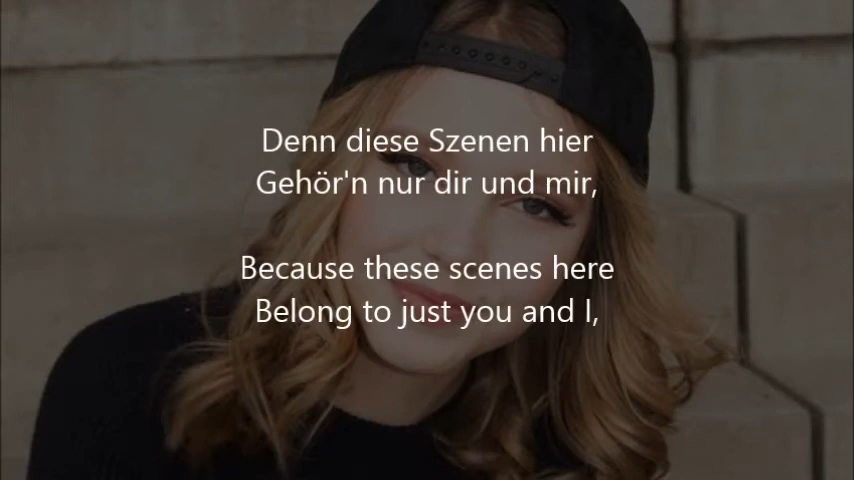 Denn diese Szenen hier
Gehör'n nur dir und mir,
Because these scenes here
Belong to just you and I,